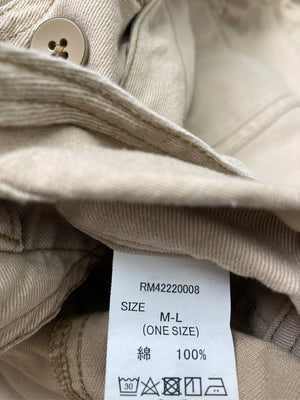 RM42220008
SIZE
M-L
(ONE SIZE)
綿 100%
30